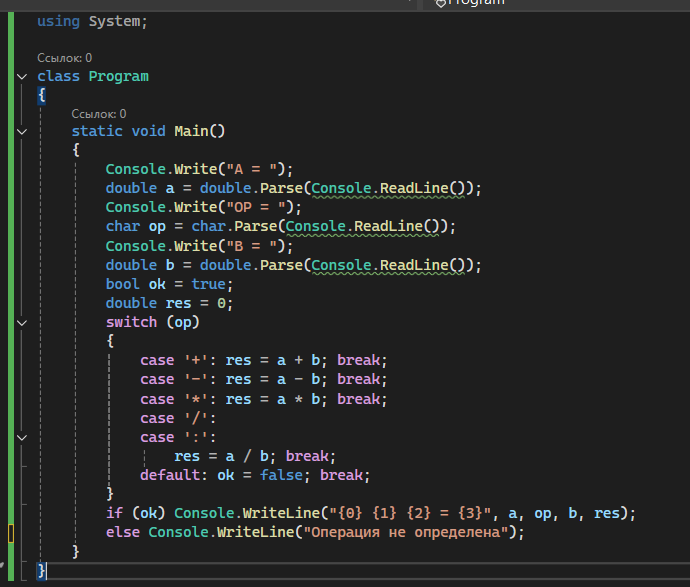 Program
using System;
Ссылок: 0
class Program
{
Ссылок: 0
static void Main()
{
Console.Write("A = ");
double a = double.Parse(Console.ReadLine());
Console.Write("OP = ");
char op = char.Parse(Console.ReadLine());
Console.Write("B = ");
double b = double.Parse(Console.ReadLine());
bool ok = true;
double res = 0;
switch (op)
{
case '+': res = a + b; break;
case '-': res = a - b; break;
case '*': res = a * b; break;
case '/':
case ':':
res = a / b; break;
default: ok = false; break;
}
if (ok) Console.WriteLine("{0} {1} {2} = {3}", a, op, b, res);
else Console.WriteLine("Операция не определена");
}
}